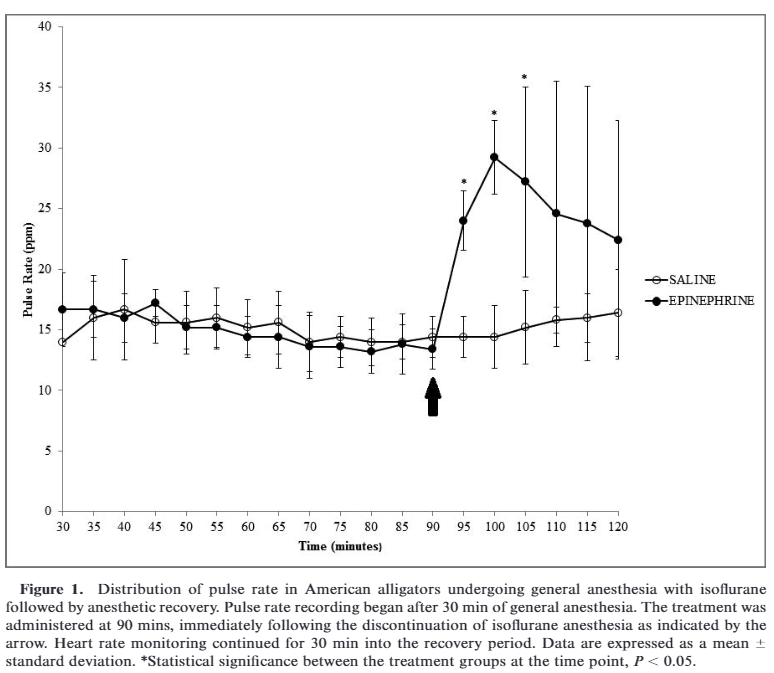 40
35
30
25
20
15
10
5
0
Pulse Rate (ppm)
*
*
*
SALINE
EPINEPHRINE
30 35 40 45 50 55 60 65 70 75 80 85 90 95 100 105 110 115 120
Time (minutes)
Figure 1. Distribution of pulse rate in American alligators undergoing general anesthesia with isoflurane
followed by anesthetic recovery. Pulse rate recording began after 30 min of general anesthesia. The treatment was
administered at 90 mins, immediately following the discontinuation of isoflurane anesthesia as indicated by the
arrow. Heart rate monitoring continued for 30 min into the recovery period. Data are expressed as a mean ±
standard deviation. *Statistical significance between the treatment groups at the time point, P < 0.05.